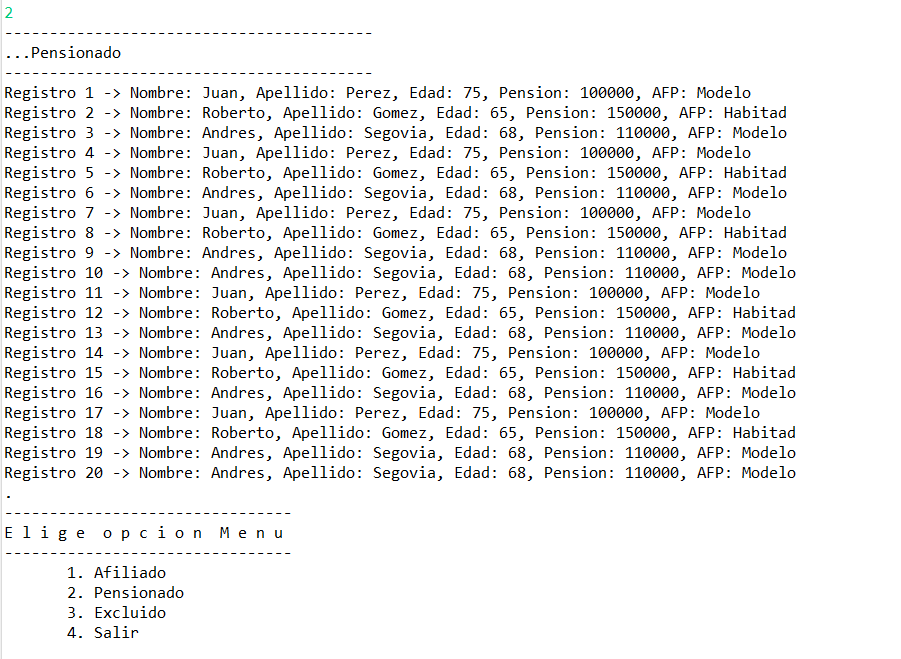 2
-----------------------------------------
...Pensionado
-----------------------------------------
Registro 1 -> Nombre: Juan, Apellido: Perez, Edad: 75, Pension: 100000, AFP: Modelo
Registro 2 -> Nombre: Roberto, Apellido: Gomez, Edad: 65, Pension: 150000, AFP: Habitad
Registro 3 -> Nombre: Andres, Apellido: Segovia, Edad: 68, Pension: 110000, AFP: Modelo
Registro 4 -> Nombre: Juan, Apellido: Perez, Edad: 75, Pension: 100000, AFP: Modelo
Registro 5 -> Nombre: Roberto, Apellido: Gomez, Edad: 65, Pension: 150000, AFP: Habitad
Registro 6 -> Nombre: Andres, Apellido: Segovia, Edad: 68, Pension: 110000, AFP: Modelo
Registro 7 -> Nombre: Juan, Apellido: Perez, Edad: 75, Pension: 100000, AFP: Modelo
Registro 8 -> Nombre: Roberto, Apellido: Gomez, Edad: 65, Pension: 150000, AFP: Habitad
Registro 9 -> Nombre: Andres, Apellido: Segovia, Edad: 68, Pension: 110000, AFP: Modelo
Registro 10 -> Nombre: Andres, Apellido: Segovia, Edad: 68, Pension: 110000, AFP: Modelo
Registro 11 -> Nombre: Juan, Apellido: Perez, Edad: 75, Pension: 100000, AFP: Modelo
Registro 12 -> Nombre: Roberto, Apellido: Gomez, Edad: 65, Pension: 150000, AFP: Habitad
Registro 13 -> Nombre: Andres, Apellido: Segovia, Edad: 68, Pension: 110000, AFP: Modelo
Registro 14 -> Nombre: Juan, Apellido: Perez, Edad: 75, Pension: 100000, AFP: Modelo
Registro 15 -> Nombre: Roberto, Apellido: Gomez, Edad: 65, Pension: 150000, AFP: Habitad
Registro 16 -> Nombre: Andres, Apellido: Segovia, Edad: 68, Pension: 110000, AFP: Modelo
Registro 17 -> Nombre: Juan, Apellido: Perez, Edad: 75, Pension: 100000, AFP: Modelo
Registro 18 -> Nombre: Roberto, Apellido: Gomez, Edad: 65, Pension: 150000, AFP: Habitad
Registro 19 -> Nombre: Andres, Apellido: Segovia, Edad: 68, Pension: 110000, AFP: Modelo
Registro 20 -> Nombre: Andres, Apellido: Segovia, Edad: 68, Pension: 110000, AFP: Modelo
.
--------------------------------
E l i g e  o p c i o n  M e n u
--------------------------------
1. Afiliado
2. Pensionado
3. Excluido
4. Salir